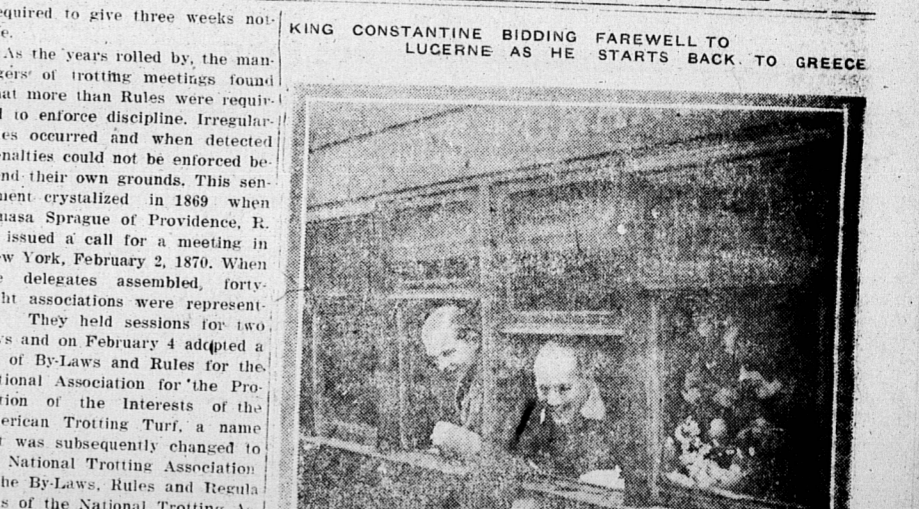 equired to give three weeks not-
e.
As the years rolled by, the man-
gers' of trotting meetings found
at more than Rules were requir-
to enforce discipline. Irregular-
es occurred and when detected
nalties could not be enforced be-
nd their own grounds. This sen-
ment crystalized in 1869 when
masa Sprague of Providence, R.
issued a call for a meeting in
w York, February 2, 1870. When
delegates assembled, forty-
ht associations were represent-
They held sessions for two
s and on February 4 adopted a
of By-Laws and Rules for the
tional Association for the Pro-
tion of the Interests of the
erican Trotting Turf, a name
t was subsequently changed to
National Trotting Association
he By-Laws, Rules and Regula
s of the National Trotting
KING CONSTANTINE BIDDING FAREWELL TO
LUCERNE AS HE STARTS BACK TO GREECE